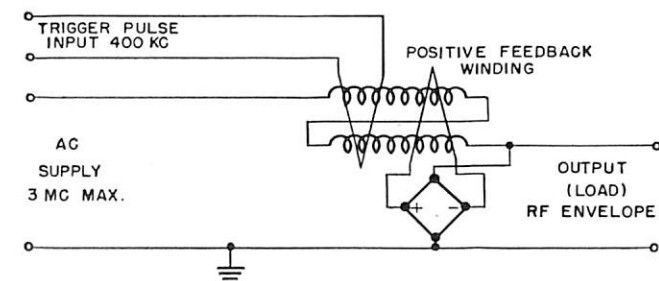 TRIGGER PULSE
INPUT 400 KC
POSITIVE FEEDBACK
WINDING
AC
SUPPLY
3 MC MAX.
OUTPUT
(LOAD)
RF ENVELOPE
+ -